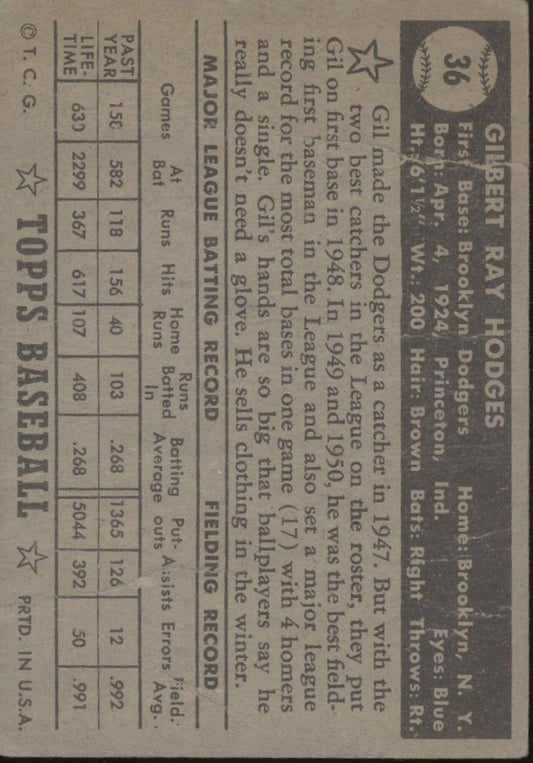 36
GILBERT RAY HODGES
First Base: Brooklyn Dodgers Home: Brooklyn, N. Y.
Born: Apr. 4, 1924, Princeton, Ind. Eyes: Blue
Ht.: 6'1½" Wt.: 200 Hair: Brown Bats: Right Throws: Rt.
Gil made the Dodgers as a catcher in 1947. But with the
two best catchers in the League on the roster, they put
Gil on first base in 1948. In 1949 and 1950, he was the best field-
ing first baseman in the League and also set a major league
record for the most total bases in one game (17) with 4 homers
and a single. Gil's hands are so big that ballplayers say he
really doesn't need a glove. He sells clothing in the winter.
MAJOR LEAGUE BATTING RECORD FIELDING RECORD
Games At Bat Runs Hits Home Runs Runs Batted In Batting Average Put-outs Assists Errors Field. Avg.
PAST YEAR 158 582 118 156 40 103 .268 1365 126 12 .992
LIFE-TIME 630 2299 367 617 107 408 .268 5044 392 50 .991
© T. C. G. TOPPS BASEBALL PRTD. IN U.S.A.